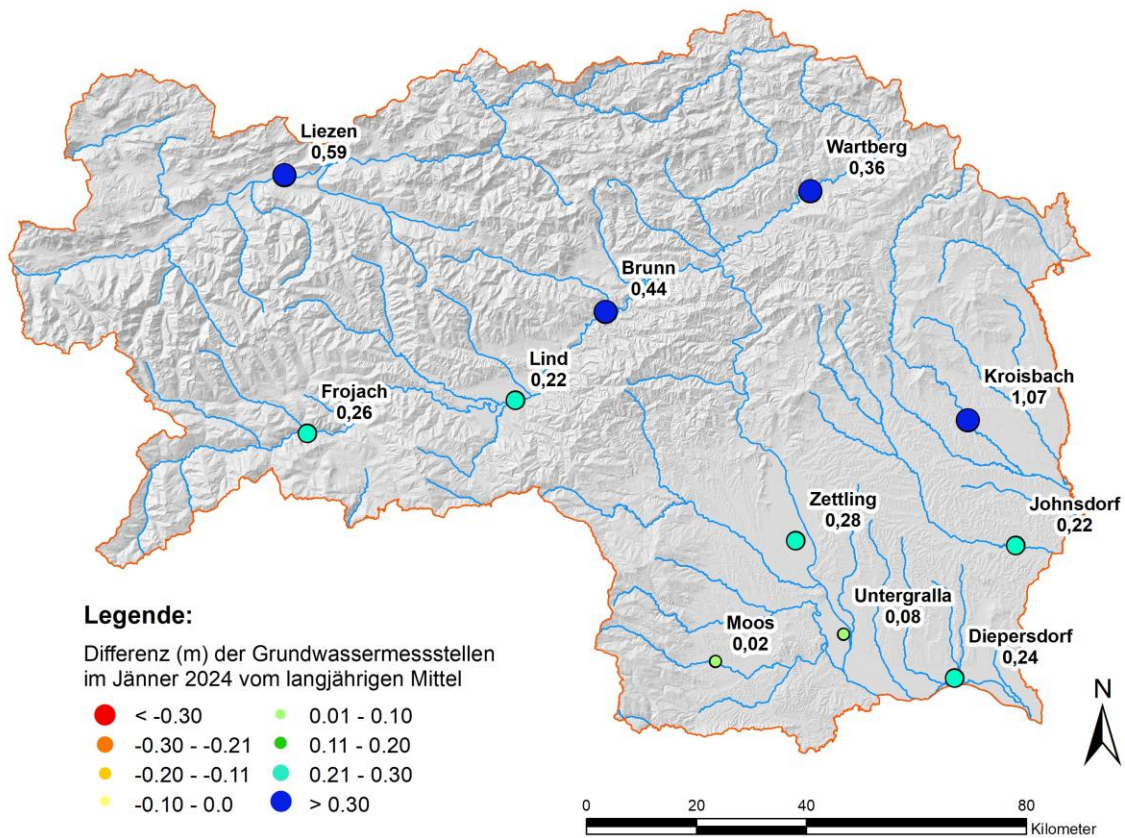 Liezen
0,59
Wartberg
0,36
Brunn
0,44
Lind
0,22
Frojach
0,26
Kroisbach
1,07
Zettling
0,28
Johnsdorf
0,22
Untergralla
0,08
Moos
0,02
Diepersdorf
0,24
Legende:
Differenz (m) der Grundwassermessstellen
im Jänner 2024 vom langjährigen Mittel
< -0.30
-0.30 - -0.21
-0.20 - -0.11
-0.10 - 0.0
0.01 - 0.10
0.11 - 0.20
0.21 - 0.30
> 0.30
N
0 20 40 80
Kilometer